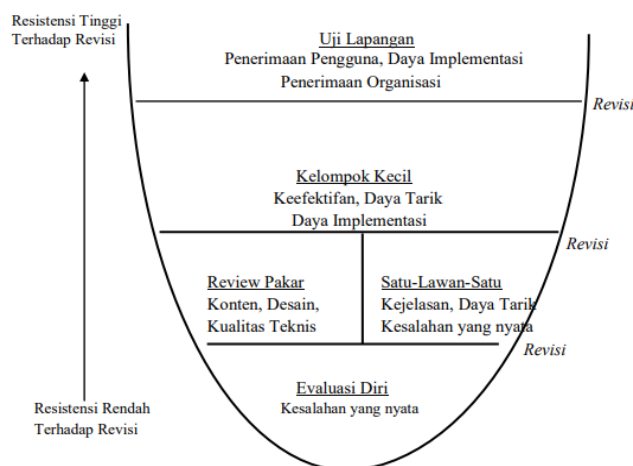 Resistensi Tinggi
Terhadap Revisi
Uji Lapangan
Penerimaan Pengguna, Daya Implementasi
Penerimaan Organisasi
Revisi
Kelompok Kecil
Keefektifan, Daya Tarik
Daya Implementasi
Revisi
Review Pakar
Konten, Desain,
Kualitas Teknis
Satu-Lawan-Satu
Kejelasan, Daya Tarik
Kesalahan yang nyata
Revisi
Evaluasi Diri
Kesalahan yang nyata
Resistensi Rendah
Terhadap Revisi